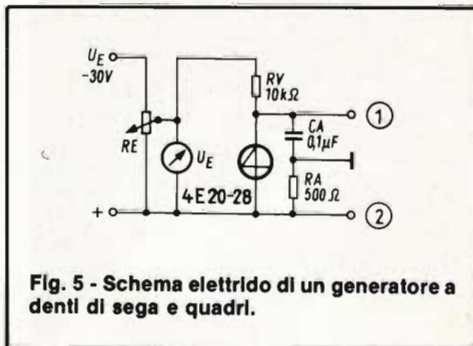 UE
-30V
RE
UE
RV
10kΩ
4E20-28
CA
0,1µF
RA
500Ω
1
2
+
Fig. 5 - Schema elettrido di un generatore a
denti di sega e quadri.